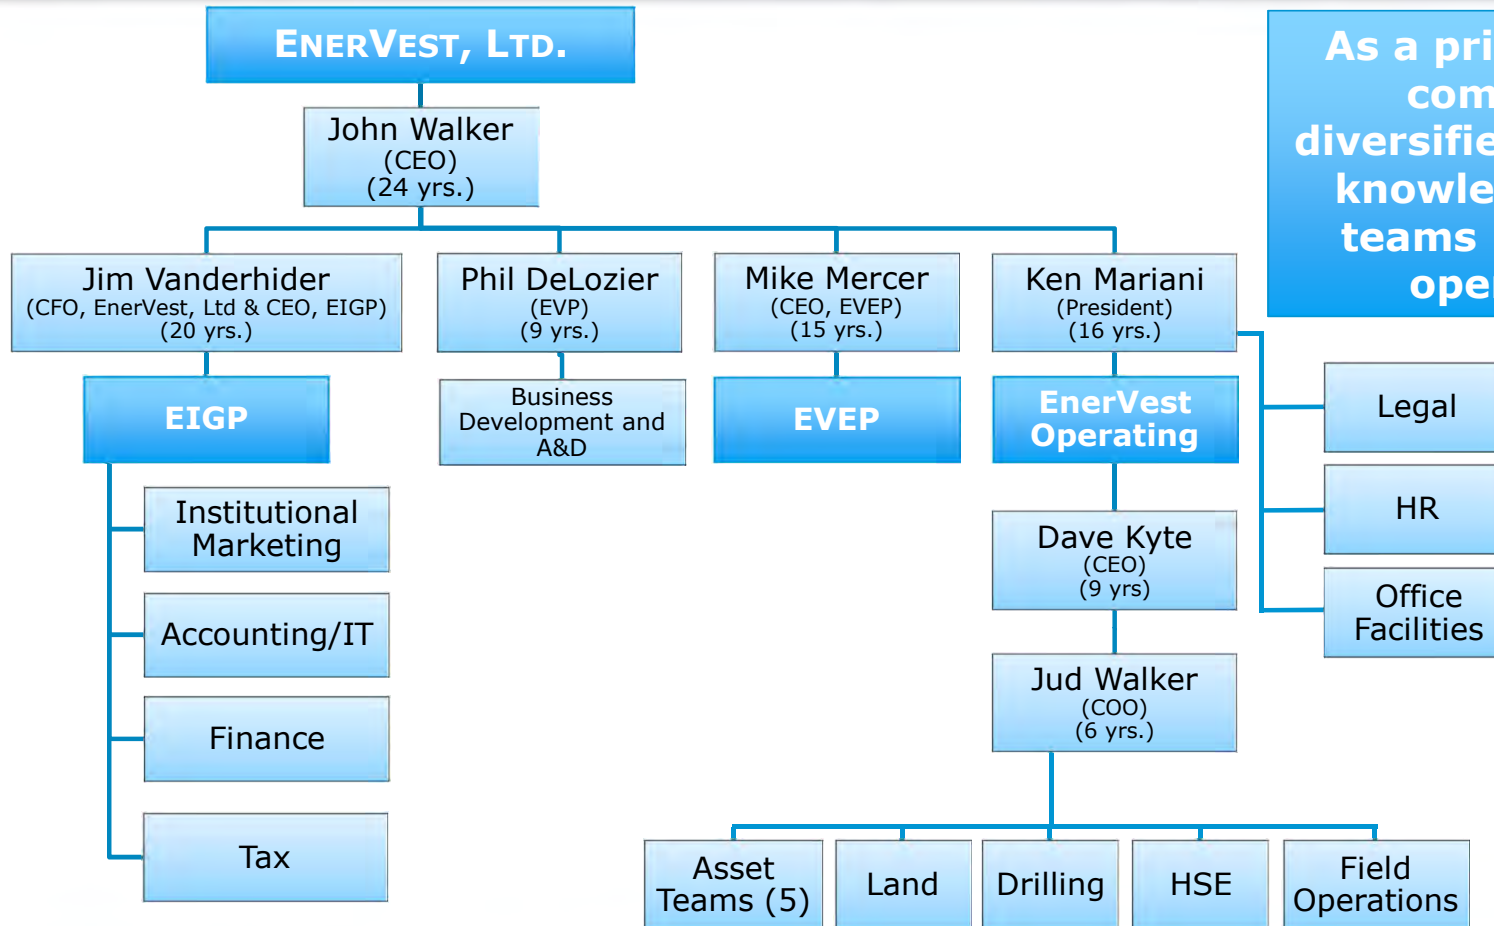 ENERVEST, LTD.
As a
diversifie
teams
John Walker
(CEO)
(24 yrs.)
Jim Vanderhider
(CFO, EnerVest, Ltd & CEO, EIGP)
(20 yrs.)
Phil DeLozier
(EVP)
(9 yrs.)
Mike Mercer
(CEO, EVEP)
(15 yrs.)
Ken Mariani
(President)
(16 yrs.)
EIGP
Business
Development and
A&D
EVEP
EnerVest
Operating
Legal
HR
Office
Facilities
Institutional
Marketing
Accounting/IT
Finance
Tax
Dave Kyte
(CEO)
(9 yrs)
Jud Walker
(COO)
(6 yrs.)
Asset
Teams (5)
Land
Drilling
HSE
Field
Operations